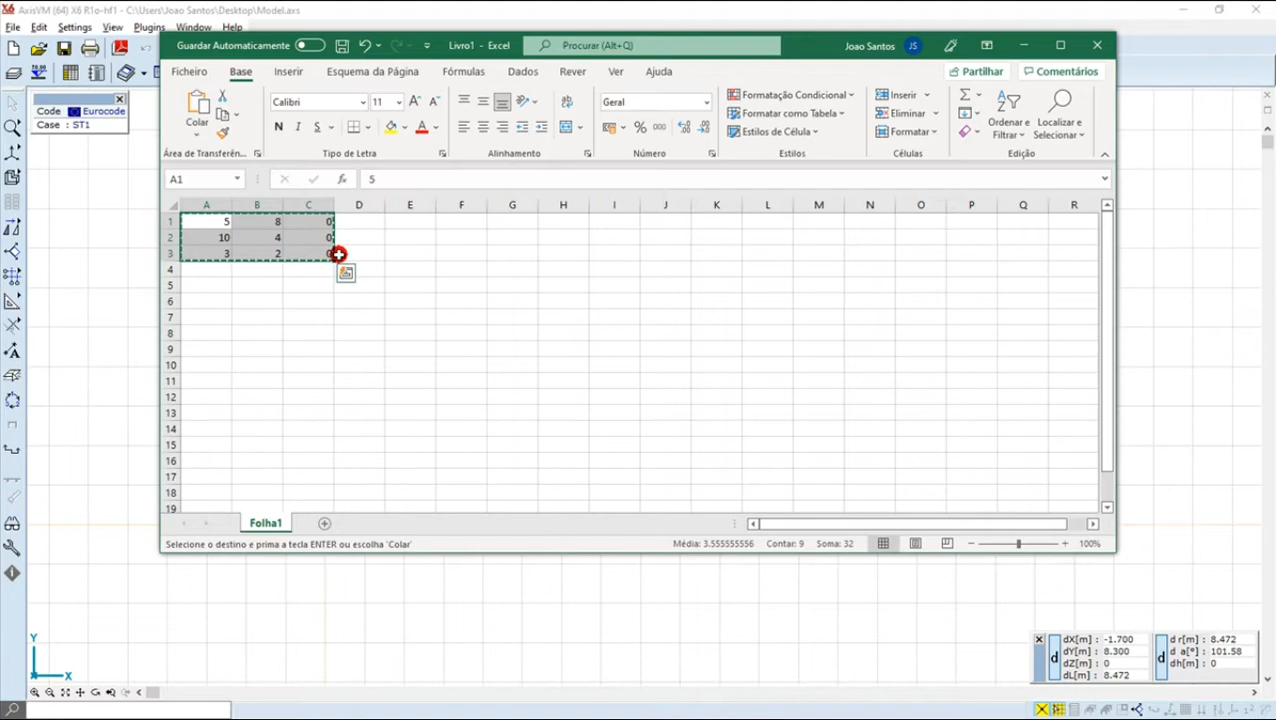 AxisVM (64) X6 R1o-hf1 - C:\Users\Joao Santos\Desktop\Model.axs
File Edit Settings View Plugins Window Help
Guardar Automaticamente Livro1 - Excel Procurar (Alt+Q) Joao Santos JS
Ficheiro Base Inserir Esquema da Página Fórmulas Dados Rever Ver Ajuda Partilhar Comentários
Code Eurocode
Case : ST1
Colar
Calibri 11
N I S
Geral
Formatação Condicional
Formatar como Tabela
Estilos de Célula
Inserir
Eliminar
Formatar
Ordenar e Filtrar
Localizar e Selecionar
Área de Transferên... Tipo de Letra Alinhamento Número Estilos Células Edição
A1 fx 5
A B C D E F G H I J K L M N O P Q R
1 5 8 0
2 10 4 0
3 3 2 0
4
5
6
7
8
9
10
11
12
13
14
15
16
17
18
19
Folha1
Selecione o destino e prima a tecla ENTER ou escolha 'Colar' Média: 3.555555556 Contar: 9 Soma: 32 100%
Y
X
dX[m] : -1.700
dY[m] : 8.300
dZ[m] : 0
dL[m] : 8.472
d
d r[m] : 8.472
d a[°] : 101.58
dh[m] : 0
d